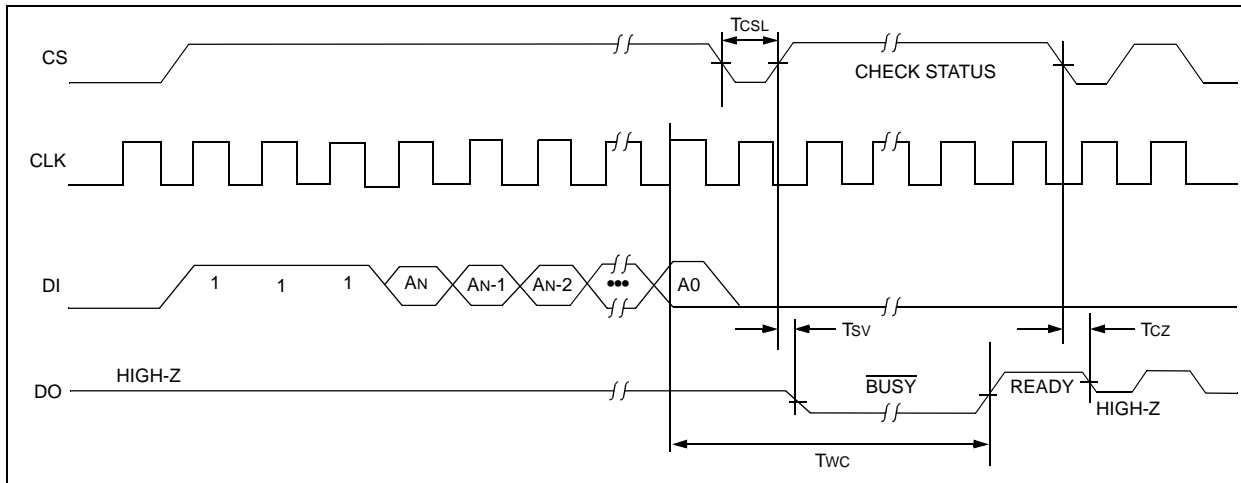 TCSL
CS
CHECK STATUS
CLK
DI
1 1 1 AN AN-1 AN-2 ••• A0
TSV
TCZ
HIGH-Z
DO
BUSY
READY
HIGH-Z
TWC